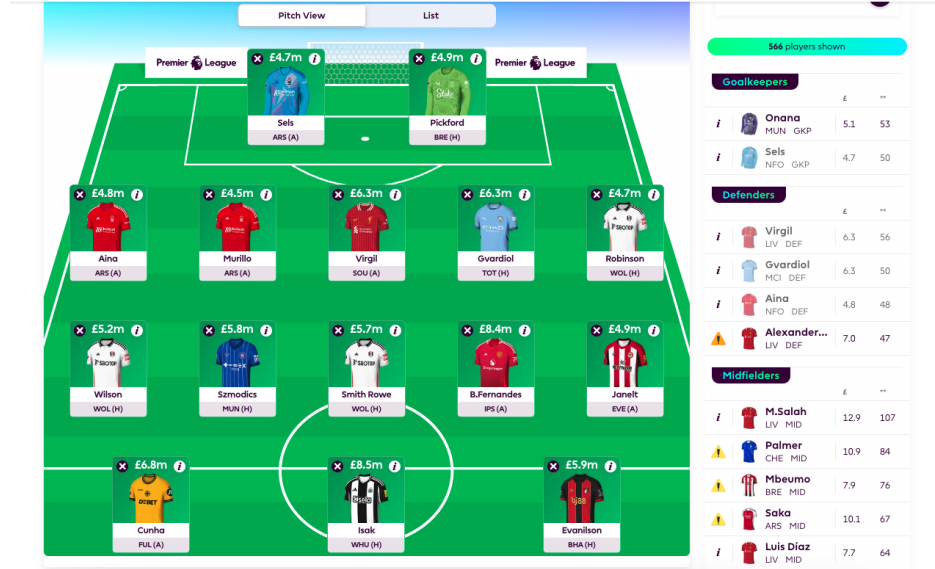 Pitch View
List
Premier League
Premier League
£4.7m
Sels
ARS (A)
£4.9m
Stake
Pickford
BRE (H)
£4.8m
Aina
ARS (A)
£4.5m
Murillo
ARS (A)
£6.3m
Virgil
SOU (A)
£6.3m
Gvardiol
TOT (H)
£4.7m
SBOTOP
Robinson
WOL (H)
£5.2m
SBOTOP
Wilson
WOL (H)
£5.8m
Szmodics
MUN (H)
£5.7m
SBOTOP
Smith Rowe
WOL (H)
£8.4m
B.Fernandes
IPS (A)
£4.9m
Janelt
EVE (A)
£6.8m
Cunha
FUL (A)
£8.5m
Isak
WHU (H)
£5.9m
bj88
Evanilson
BHA (H)
566 players shown
Goalkeepers
£ **
Onana 5.1 53
MUN GKP
Sels 4.7 50
NFO GKP
Defenders
£ **
Virgil 6.3 56
LIV DEF
Gvardiol 6.3 50
MCI DEF
Aina 4.8 48
NFO DEF
Alexander... 7.0 47
LIV DEF
Midfielders
£ **
M.Salah 12.9 107
LIV MID
Palmer 10.9 84
CHE MID
Mbeumo 7.9 76
BRE MID
Saka 10.1 67
ARS MID
Luis Díaz 7.7 64
LIV MID